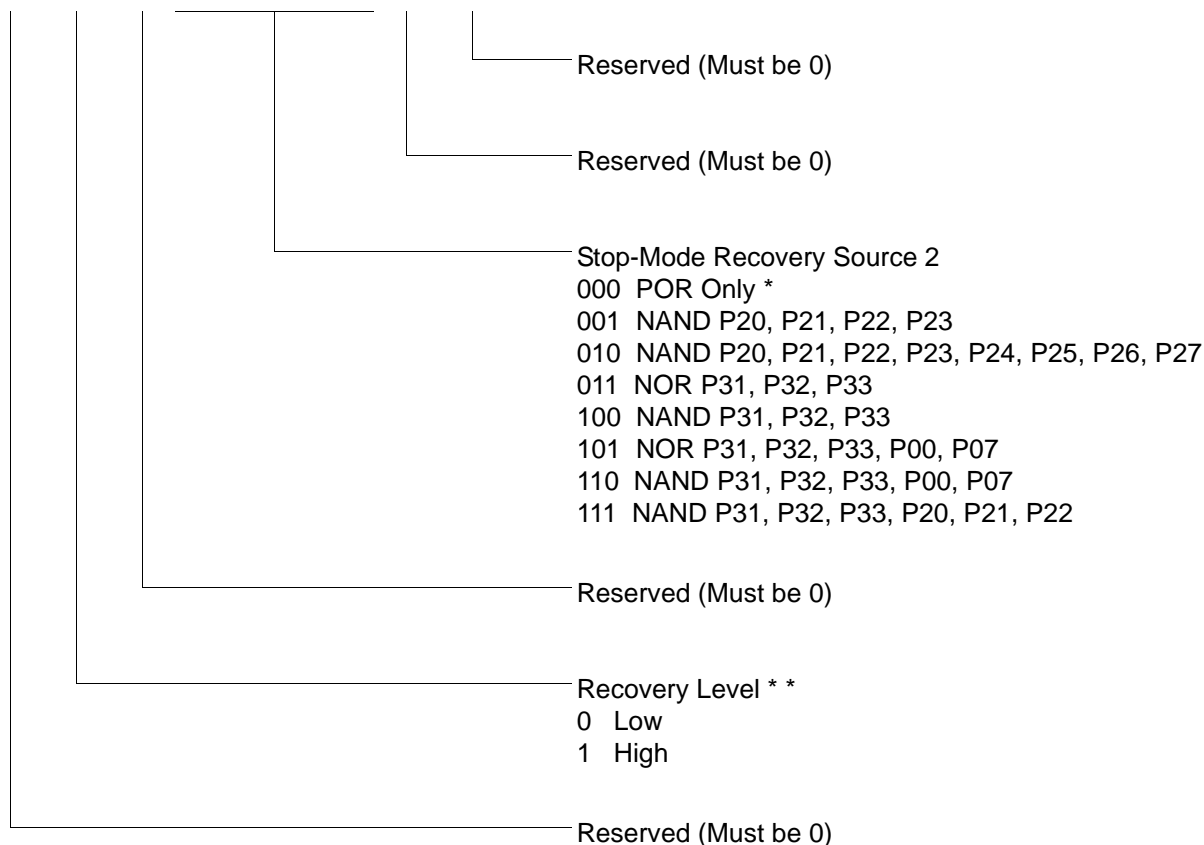 Reserved (Must be 0)
Reserved (Must be 0)
Stop-Mode Recovery Source 2
000 POR Only *
001 NAND P20, P21, P22, P23
010 NAND P20, P21, P22, P23, P24, P25, P26, P27
011 NOR P31, P32, P33
100 NAND P31, P32, P33
101 NOR P31, P32, P33, P00, P07
110 NAND P31, P32, P33, P00, P07
111 NAND P31, P32, P33, P20, P21, P22
Reserved (Must be 0)
Recovery Level * *
0 Low
1 High
Reserved (Must be 0)